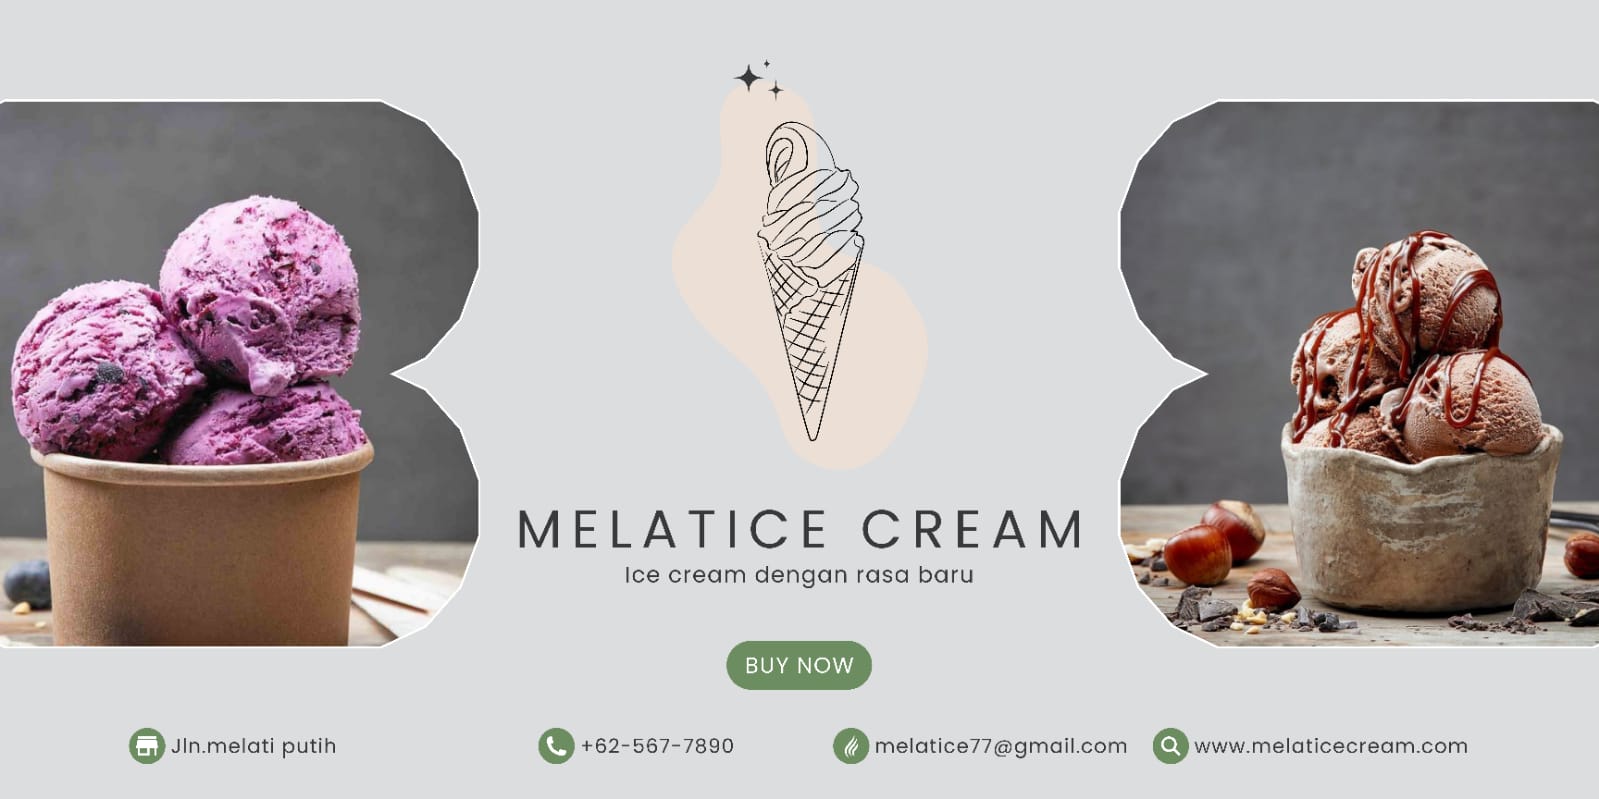 MELATICE CREAM
Ice cream dengan rasa baru
BUY NOW
Jln.melati putih
+62-567-7890
melatice77@gmail.com
www.melaticecream.com